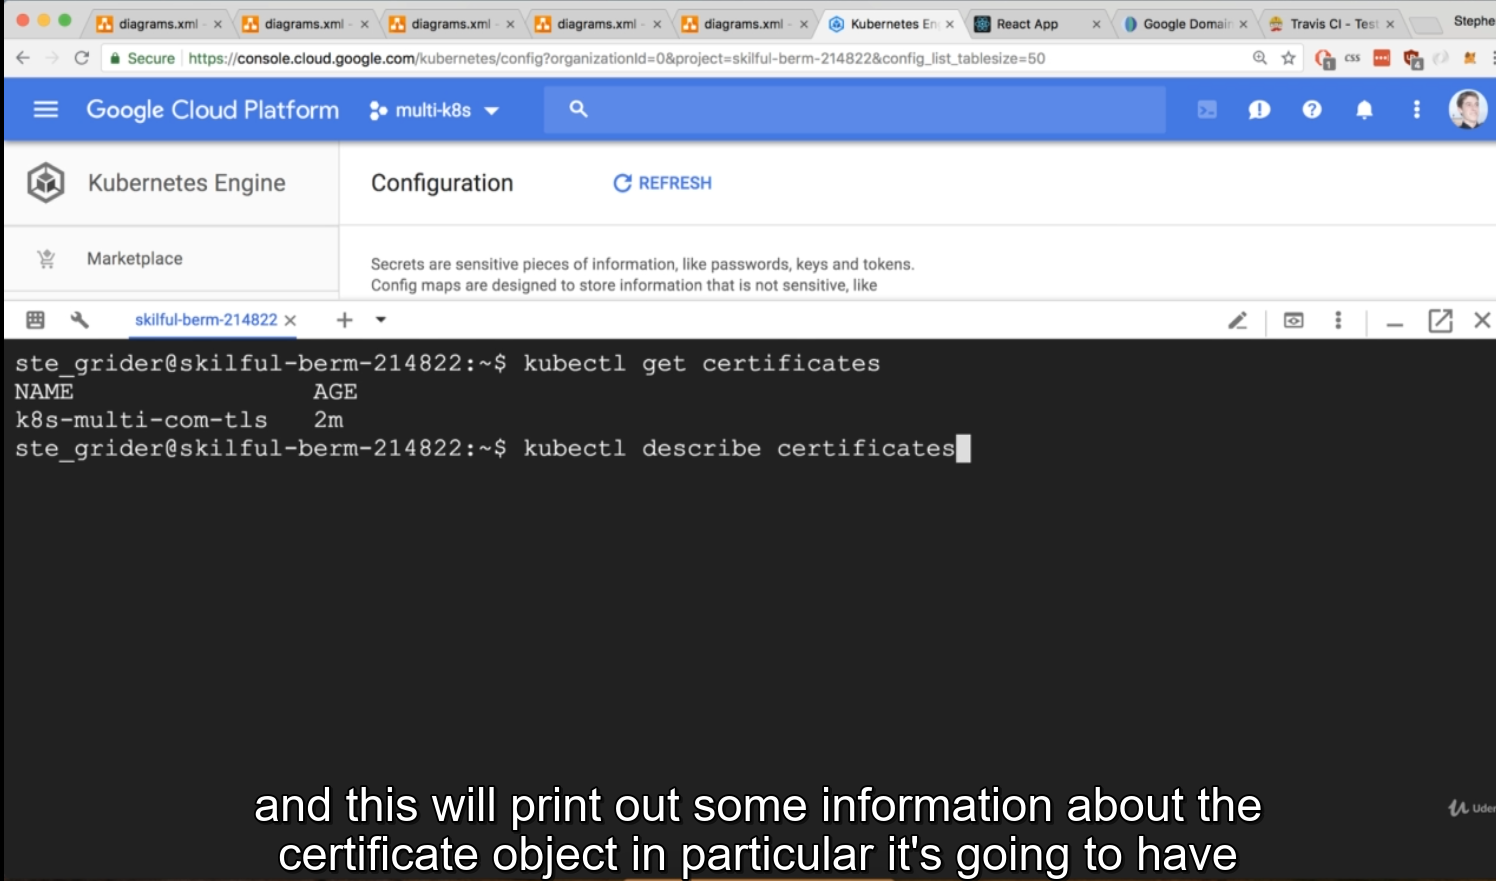 diagrams.xml - × diagrams.xml - × diagrams.xml - × diagrams.xml - × diagrams.xml - × Kubernetes En × React App × Google Domain × Travis CI - Test × Stephe
Secure https://console.cloud.google.com/kubernetes/config?organizationId=0&project=skilful-berm-214822&config_list_tablesize=50 1 CSS 4
Google Cloud Platform multi-k8s
Kubernetes Engine Configuration REFRESH
Marketplace
Secrets are sensitive pieces of information, like passwords, keys and tokens.
Config maps are designed to store information that is not sensitive, like
skilful-berm-214822 ×
ste_grider@skilful-berm-214822:~$ kubectl get certificates
NAME AGE
k8s-multi-com-tls 2m
ste_grider@skilful-berm-214822:~$ kubectl describe certificates
and this will print out some information about the
certificate object in particular it's going to have
Udem